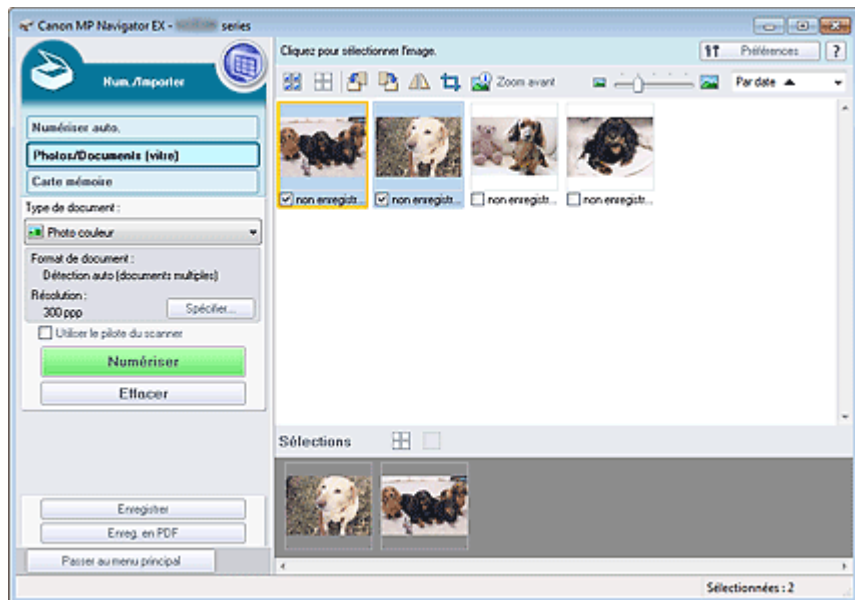 Canon MP Navigator EX - series
Cliquez pour sélectionner l'image.
Préférences
?
Num./Importer
Zoom avant
Par date
Numériser auto.
Photos/Documents (vitre)
Carte mémoire
non enregistr...
non enregistr...
non enregistr...
non enregistr...
Type de document :
Photo couleur
Format de document :
Détection auto (documents multiples)
Résolution :
300 ppp
Spécifier...
Utiliser le pilote du scanner
Numériser
Effacer
Sélections
Enregistrer
Enreg. en PDF
Passer au menu principal
Sélectionnées : 2